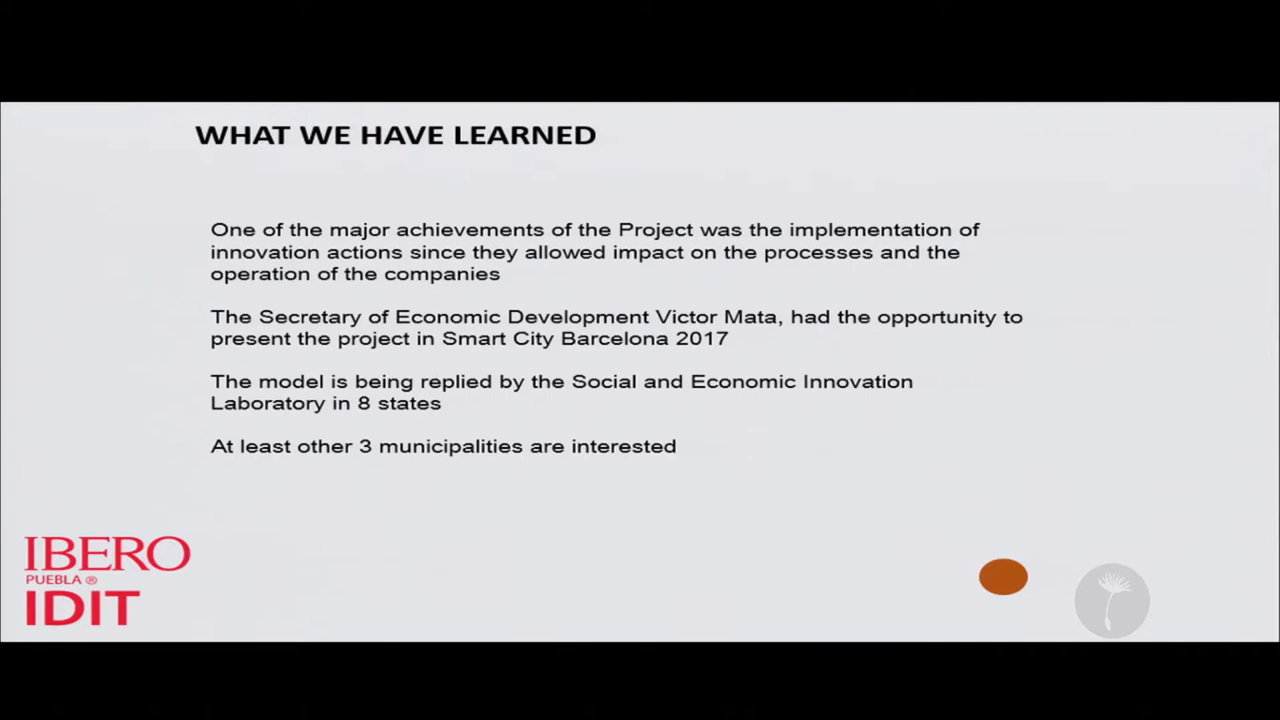 WHAT WE HAVE LEARNED
One of the major achievements of the Project was the implementation of
innovation actions since they allowed impact on the processes and the
operation of the companies
The Secretary of Economic Development Victor Mata, had the opportunity to
present the project in Smart City Barcelona 2017
The model is being replied by the Social and Economic Innovation
Laboratory in 8 states
At least other 3 municipalities are interested
IBERO
PUEBLA ®
IDIT